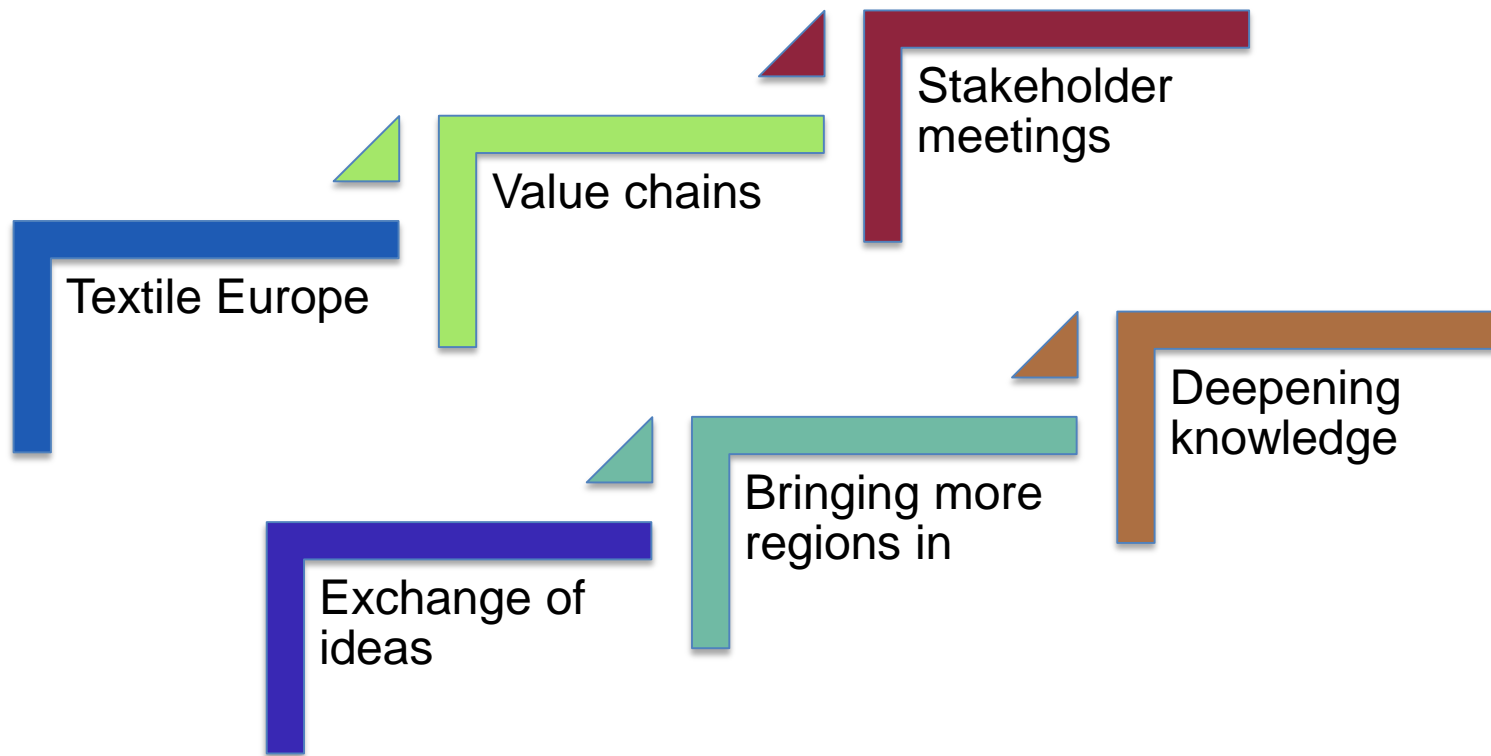 Textile Europe
Value chains
Stakeholder
meetings
Exchange of
ideas
Bringing more
regions in
Deepening
knowledge